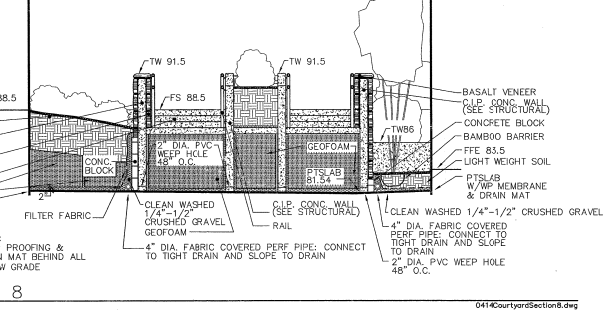 TW 91.5
TW 91.5
88.5
FS 88.5
BASALT VENEER
C.I.P. CONC. WALL
(SEE STRUCTURAL)
CONCRETE BLOCK
TW86
BAMBOO BARRIER
FFE 83.5
LIGHT WEIGHT SOIL
PTSLAB
W/WP MEMBRANE
& DRAIN MAT
2" DIA. PVC
WEEP HOLE
48" O.C.
GEOFOAM
CONC.
BLOCK
PTSLAB
81.54
2"
FILTER FABRIC
CLEAN WASHED
1/4"-1/2"
CRUSHED GRAVEL
GEOFOAM
C.I.P. CONC. WALL
(SEE STRUCTURAL)
RAIL
CLEAN WASHED 1/4"-1/2" CRUSHED GRAVEL
4" DIA. FABRIC COVERED
PERF PIPE: CONNECT TO
TIGHT DRAIN AND SLOPE
TO DRAIN
2" DIA. PVC WEEP HOLE
48" O.C.
4" DIA. FABRIC COVERED PERF PIPE: CONNECT
TO TIGHT DRAIN AND SLOPE TO DRAIN
PROOFING &
MAT BEHIND ALL
W GRADE
8
0414CourtyardSection8.dwg